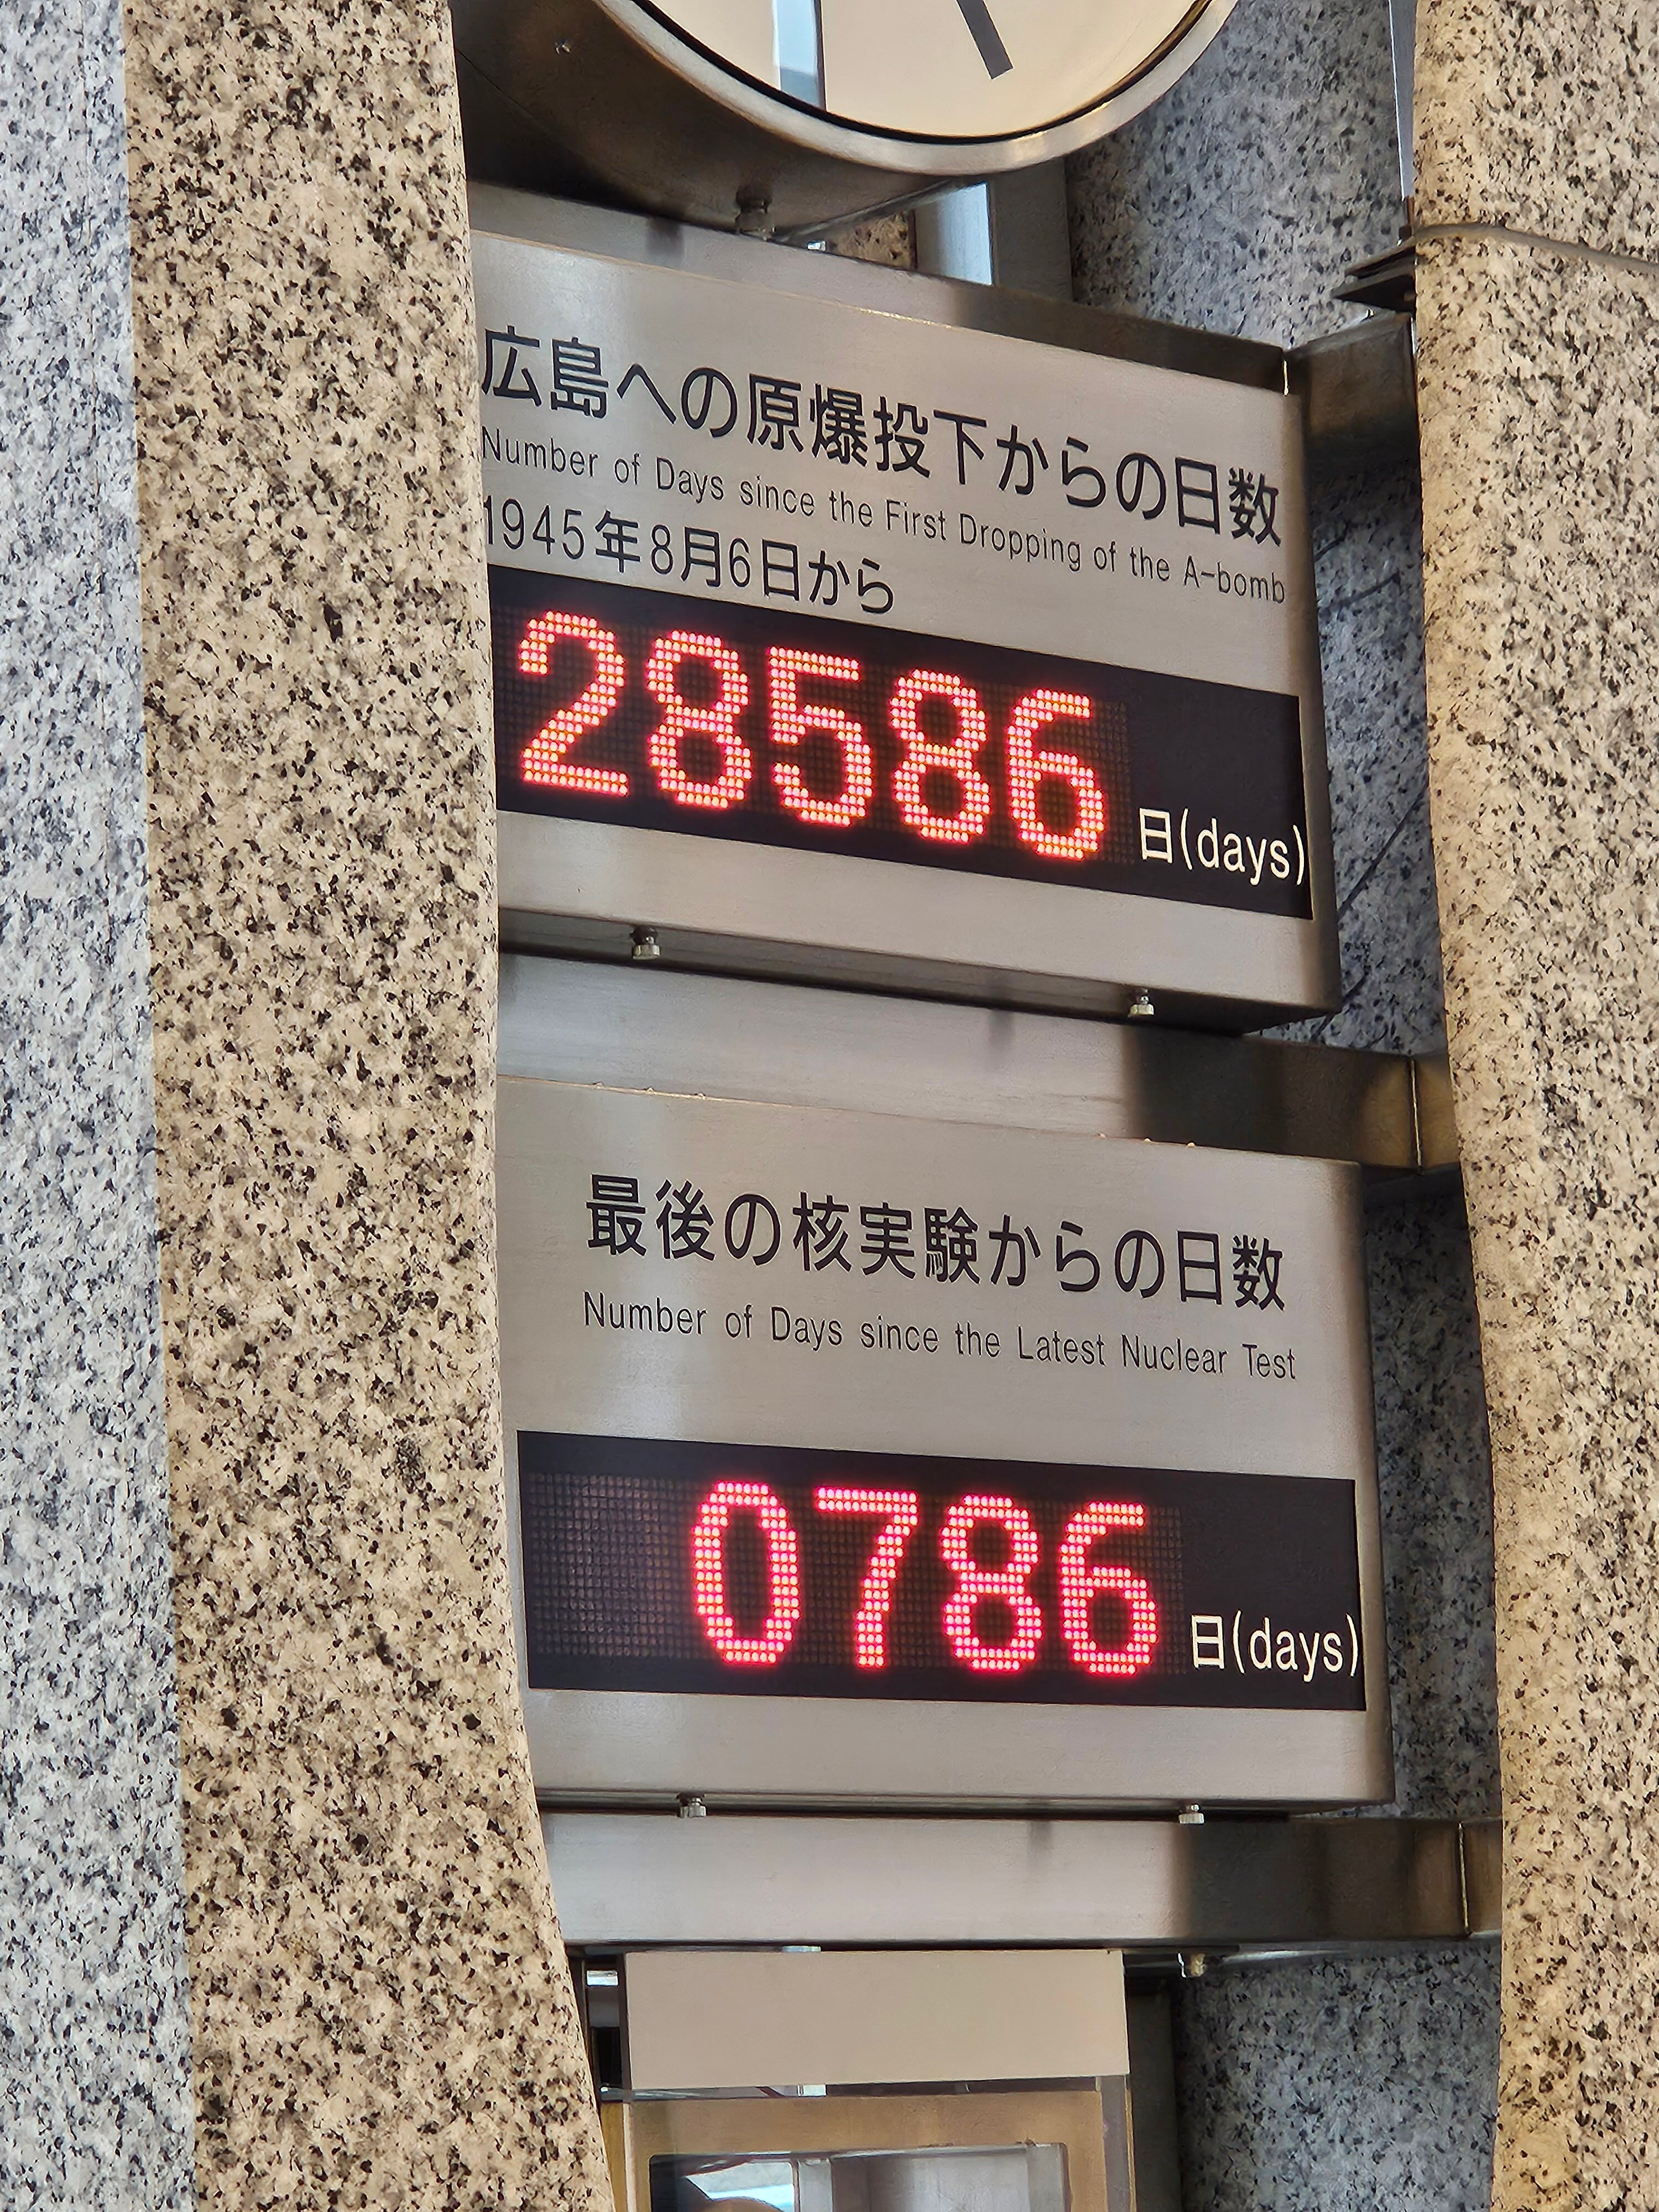 広島への原爆投下からの日数
Number of Days since the First Dropping of the A-bomb
1945年8月6日から
28586 日(days)
最後の核実験からの日数
Number of Days since the Latest Nuclear Test
0786 日(days)